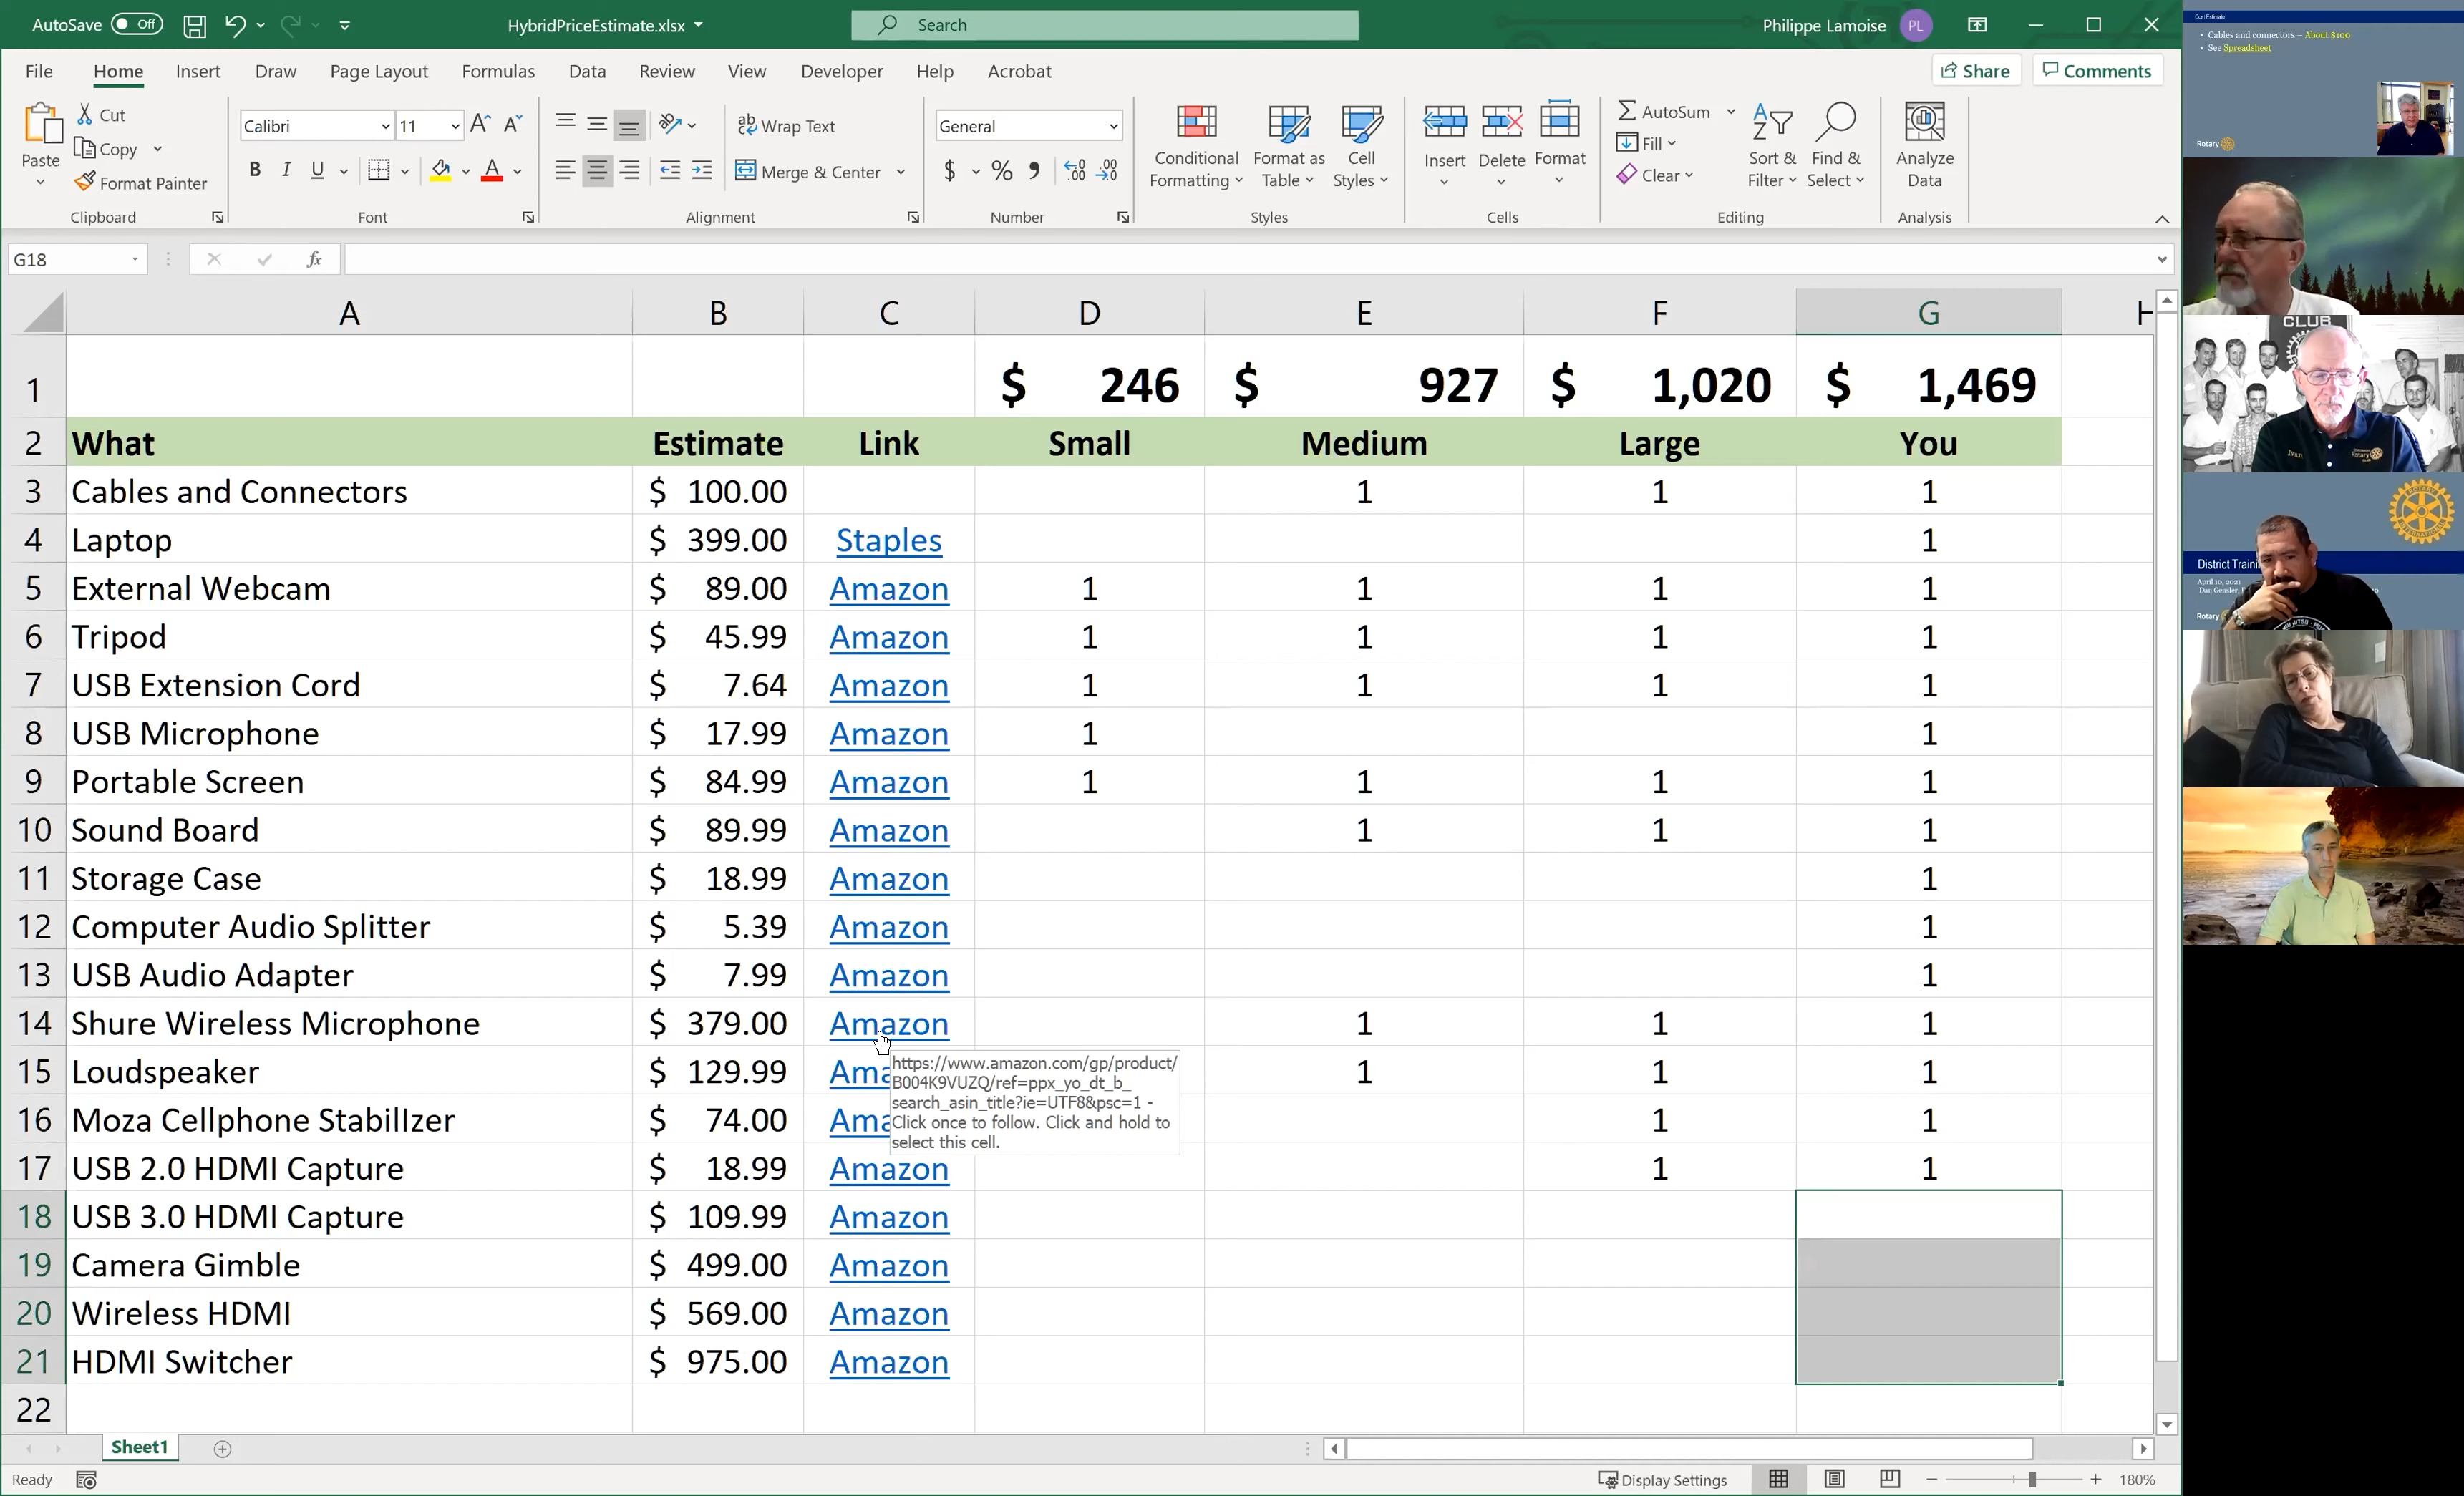 AutoSave Off HybridPriceEstimate.xlsx Search Philippe Lamoise PL
File Home Insert Draw Page Layout Formulas Data Review View Developer Help Acrobat Share Comments
Paste Cut Copy Format Painter Clipboard
Calibri 11 B I U Font
Wrap Text Merge & Center Alignment
General $ % Number
Conditional Formatting Format as Table Cell Styles Styles
Insert Delete Format Cells
AutoSum Fill Clear Sort & Filter Find & Select Editing
Analyze Data Analysis
G18 fx
A B C D E F G H
1 $ 246 $ 927 $ 1,020 $ 1,469
2 What Estimate Link Small Medium Large You
3 Cables and Connectors $ 100.00 1 1 1
4 Laptop $ 399.00 Staples 1
5 External Webcam $ 89.00 Amazon 1 1 1 1
6 Tripod $ 45.99 Amazon 1 1 1 1
7 USB Extension Cord $ 7.64 Amazon 1 1 1 1
8 USB Microphone $ 17.99 Amazon 1 1
9 Portable Screen $ 84.99 Amazon 1 1 1 1
10 Sound Board $ 89.99 Amazon 1 1 1
11 Storage Case $ 18.99 Amazon 1
12 Computer Audio Splitter $ 5.39 Amazon 1
13 USB Audio Adapter $ 7.99 Amazon 1
14 Shure Wireless Microphone $ 379.00 Amazon 1 1 1
15 Loudspeaker $ 129.99 Ama 1 1 1
16 Moza Cellphone StabilIzer $ 74.00 Ama 1 1
17 USB 2.0 HDMI Capture $ 18.99 Amazon 1 1
18 USB 3.0 HDMI Capture $ 109.99 Amazon
19 Camera Gimble $ 499.00 Amazon
20 Wireless HDMI $ 569.00 Amazon
21 HDMI Switcher $ 975.00 Amazon
22
https://www.amazon.com/gp/product/
B004K9VUZQ/ref=ppx_yo_dt_b_
search_asin_title?ie=UTF8&psc=1 -
Click once to follow. Click and hold to
select this cell.
Sheet1
Ready Display Settings 180%
Cost Estimate
• Cables and connectors – About $100
• See Spreadsheet
Rotary
CLUB
Ivan
Rotary
District Traini
April 10, 2021
Dan Gensler,
Rotary